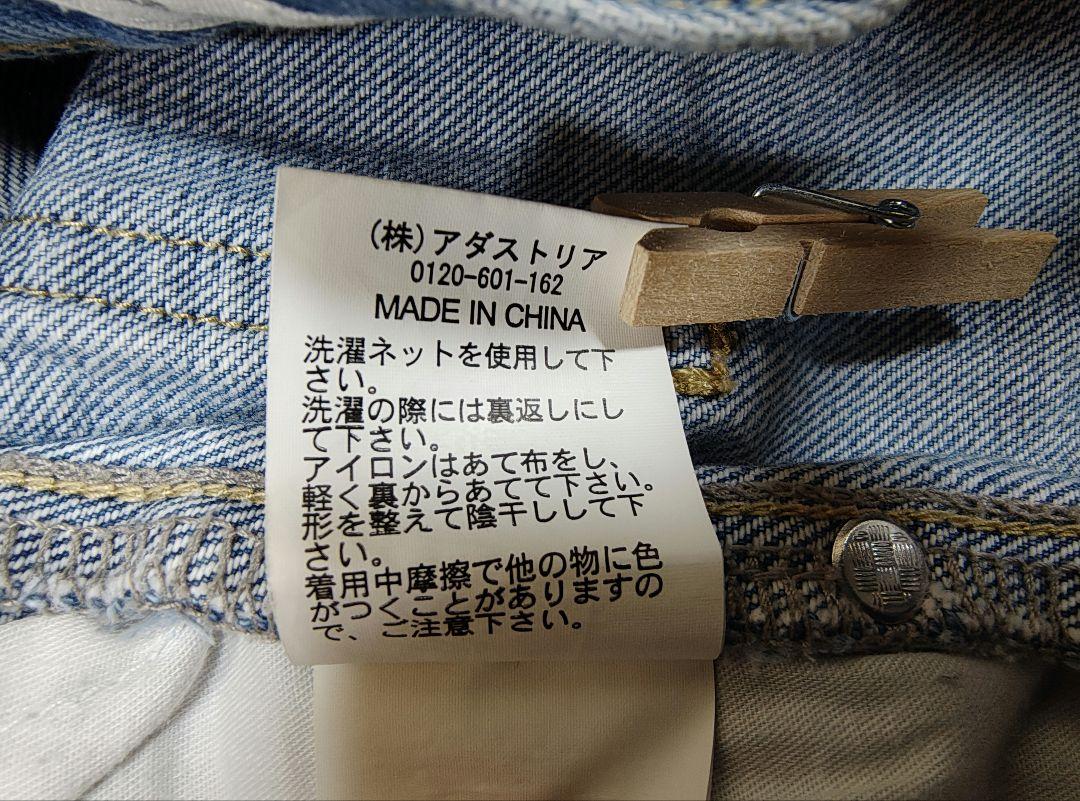 (株)アダストリア
0120-601-162
MADE IN CHINA
洗濯ネットを使用して下
さい。
洗濯の際には裏返しにし
て下さい。
アイロンはあて布をし、
軽く裏からあてて下さい。
形を整えて陰干しして下
さい。
着用中摩擦で他の物に色
がつくことがありますの
で、ご注意下さい。